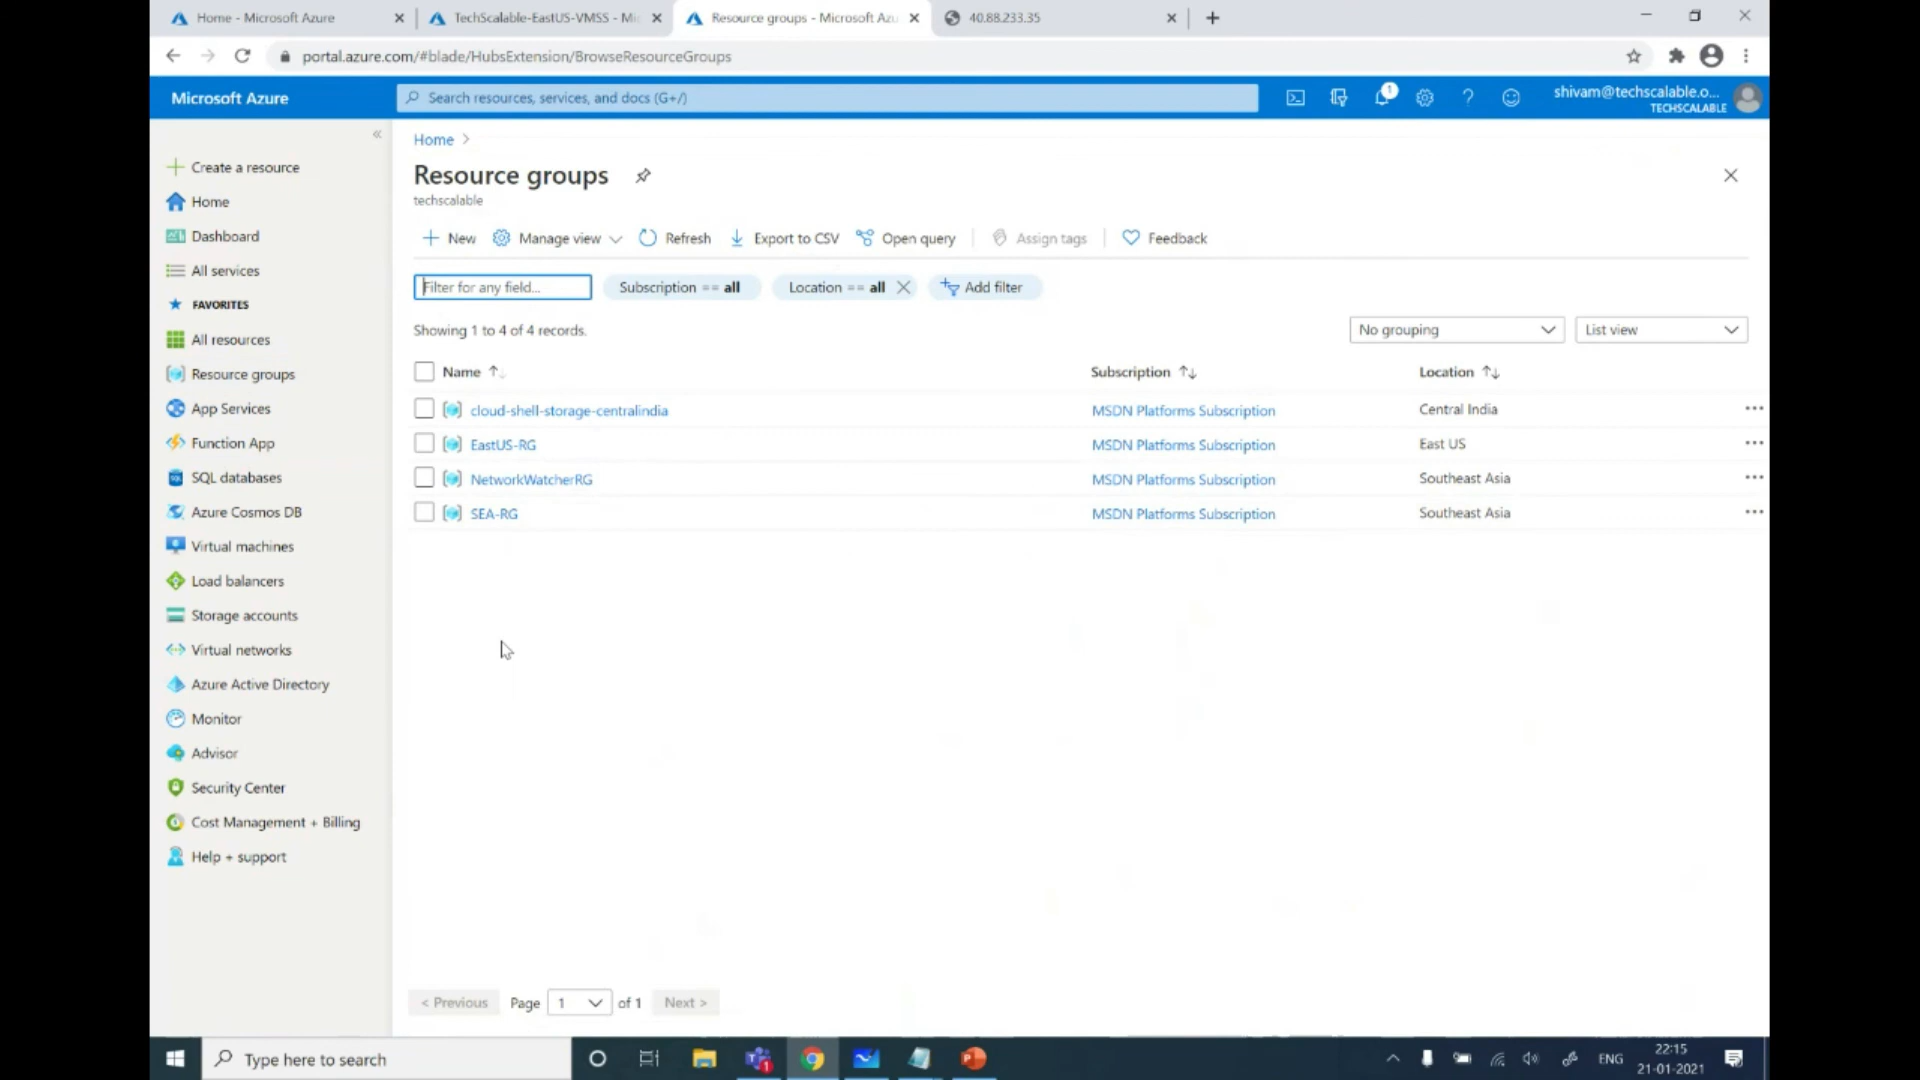 Home - Microsoft Azure
TechScalable-EastUS-VMSS - Mi
Resource groups - Microsoft Azu
40.88.233.35
portal.azure.com/#blade/HubsExtension/BrowseResourceGroups
Microsoft Azure
Search resources, services, and docs (G+/)
1
shivam@techscalable.o...
TECHSCALABLE
Create a resource
Home
Dashboard
All services
FAVORITES
All resources
Resource groups
App Services
Function App
SQL databases
Azure Cosmos DB
Virtual machines
Load balancers
Storage accounts
Virtual networks
Azure Active Directory
Monitor
Advisor
Security Center
Cost Management + Billing
Help + support
Home >
Resource groups
techscalable
New
Manage view
Refresh
Export to CSV
Open query
Assign tags
Feedback
Filter for any field...
Subscription == all
Location == all
Add filter
Showing 1 to 4 of 4 records.
No grouping
List view
Name
Subscription
Location
cloud-shell-storage-centralindia MSDN Platforms Subscription Central India
EastUS-RG MSDN Platforms Subscription East US
NetworkWatcherRG MSDN Platforms Subscription Southeast Asia
SEA-RG MSDN Platforms Subscription Southeast Asia
< Previous Page 1 of 1 Next >
Type here to search
ENG
22:15
21-01-2021